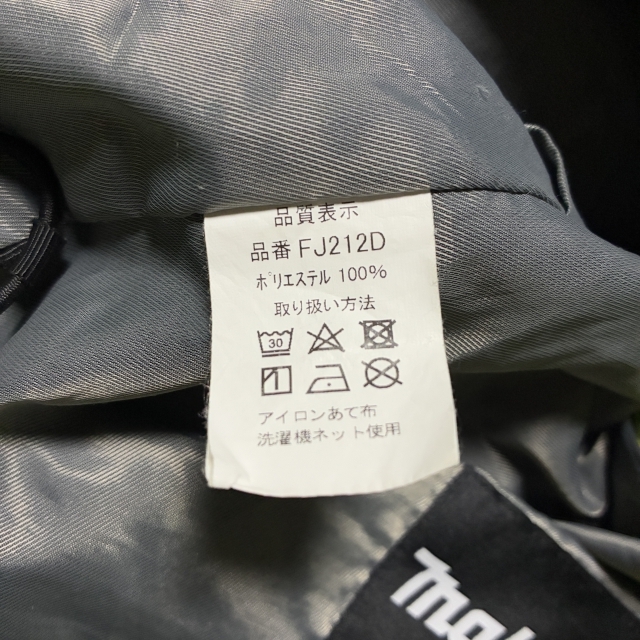 品質表示
品番 FJ212D
ﾎﾟﾘｴｽﾃﾙ 100%
取り扱い方法
30
アイロンあて布
洗濯機ネット使用